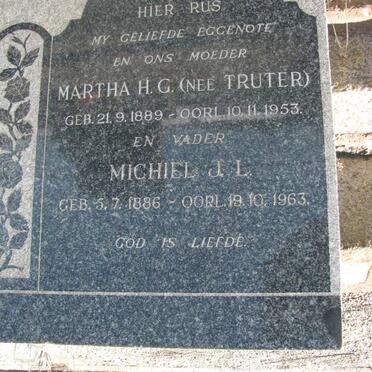 HIER RUS
MY GELIEFDE EGGENOTE
EN ONS MOEDER
MARTHA H. G. (NEE TRUTER)
GEB. 21. 9. 1889 - OORL. 10. 11. 1953.
EN VADER
MICHIEL J. L.
GEB. 5. 7. 1886 - OORL. 19. 10. 1963.
GOD IS LIEFDE.